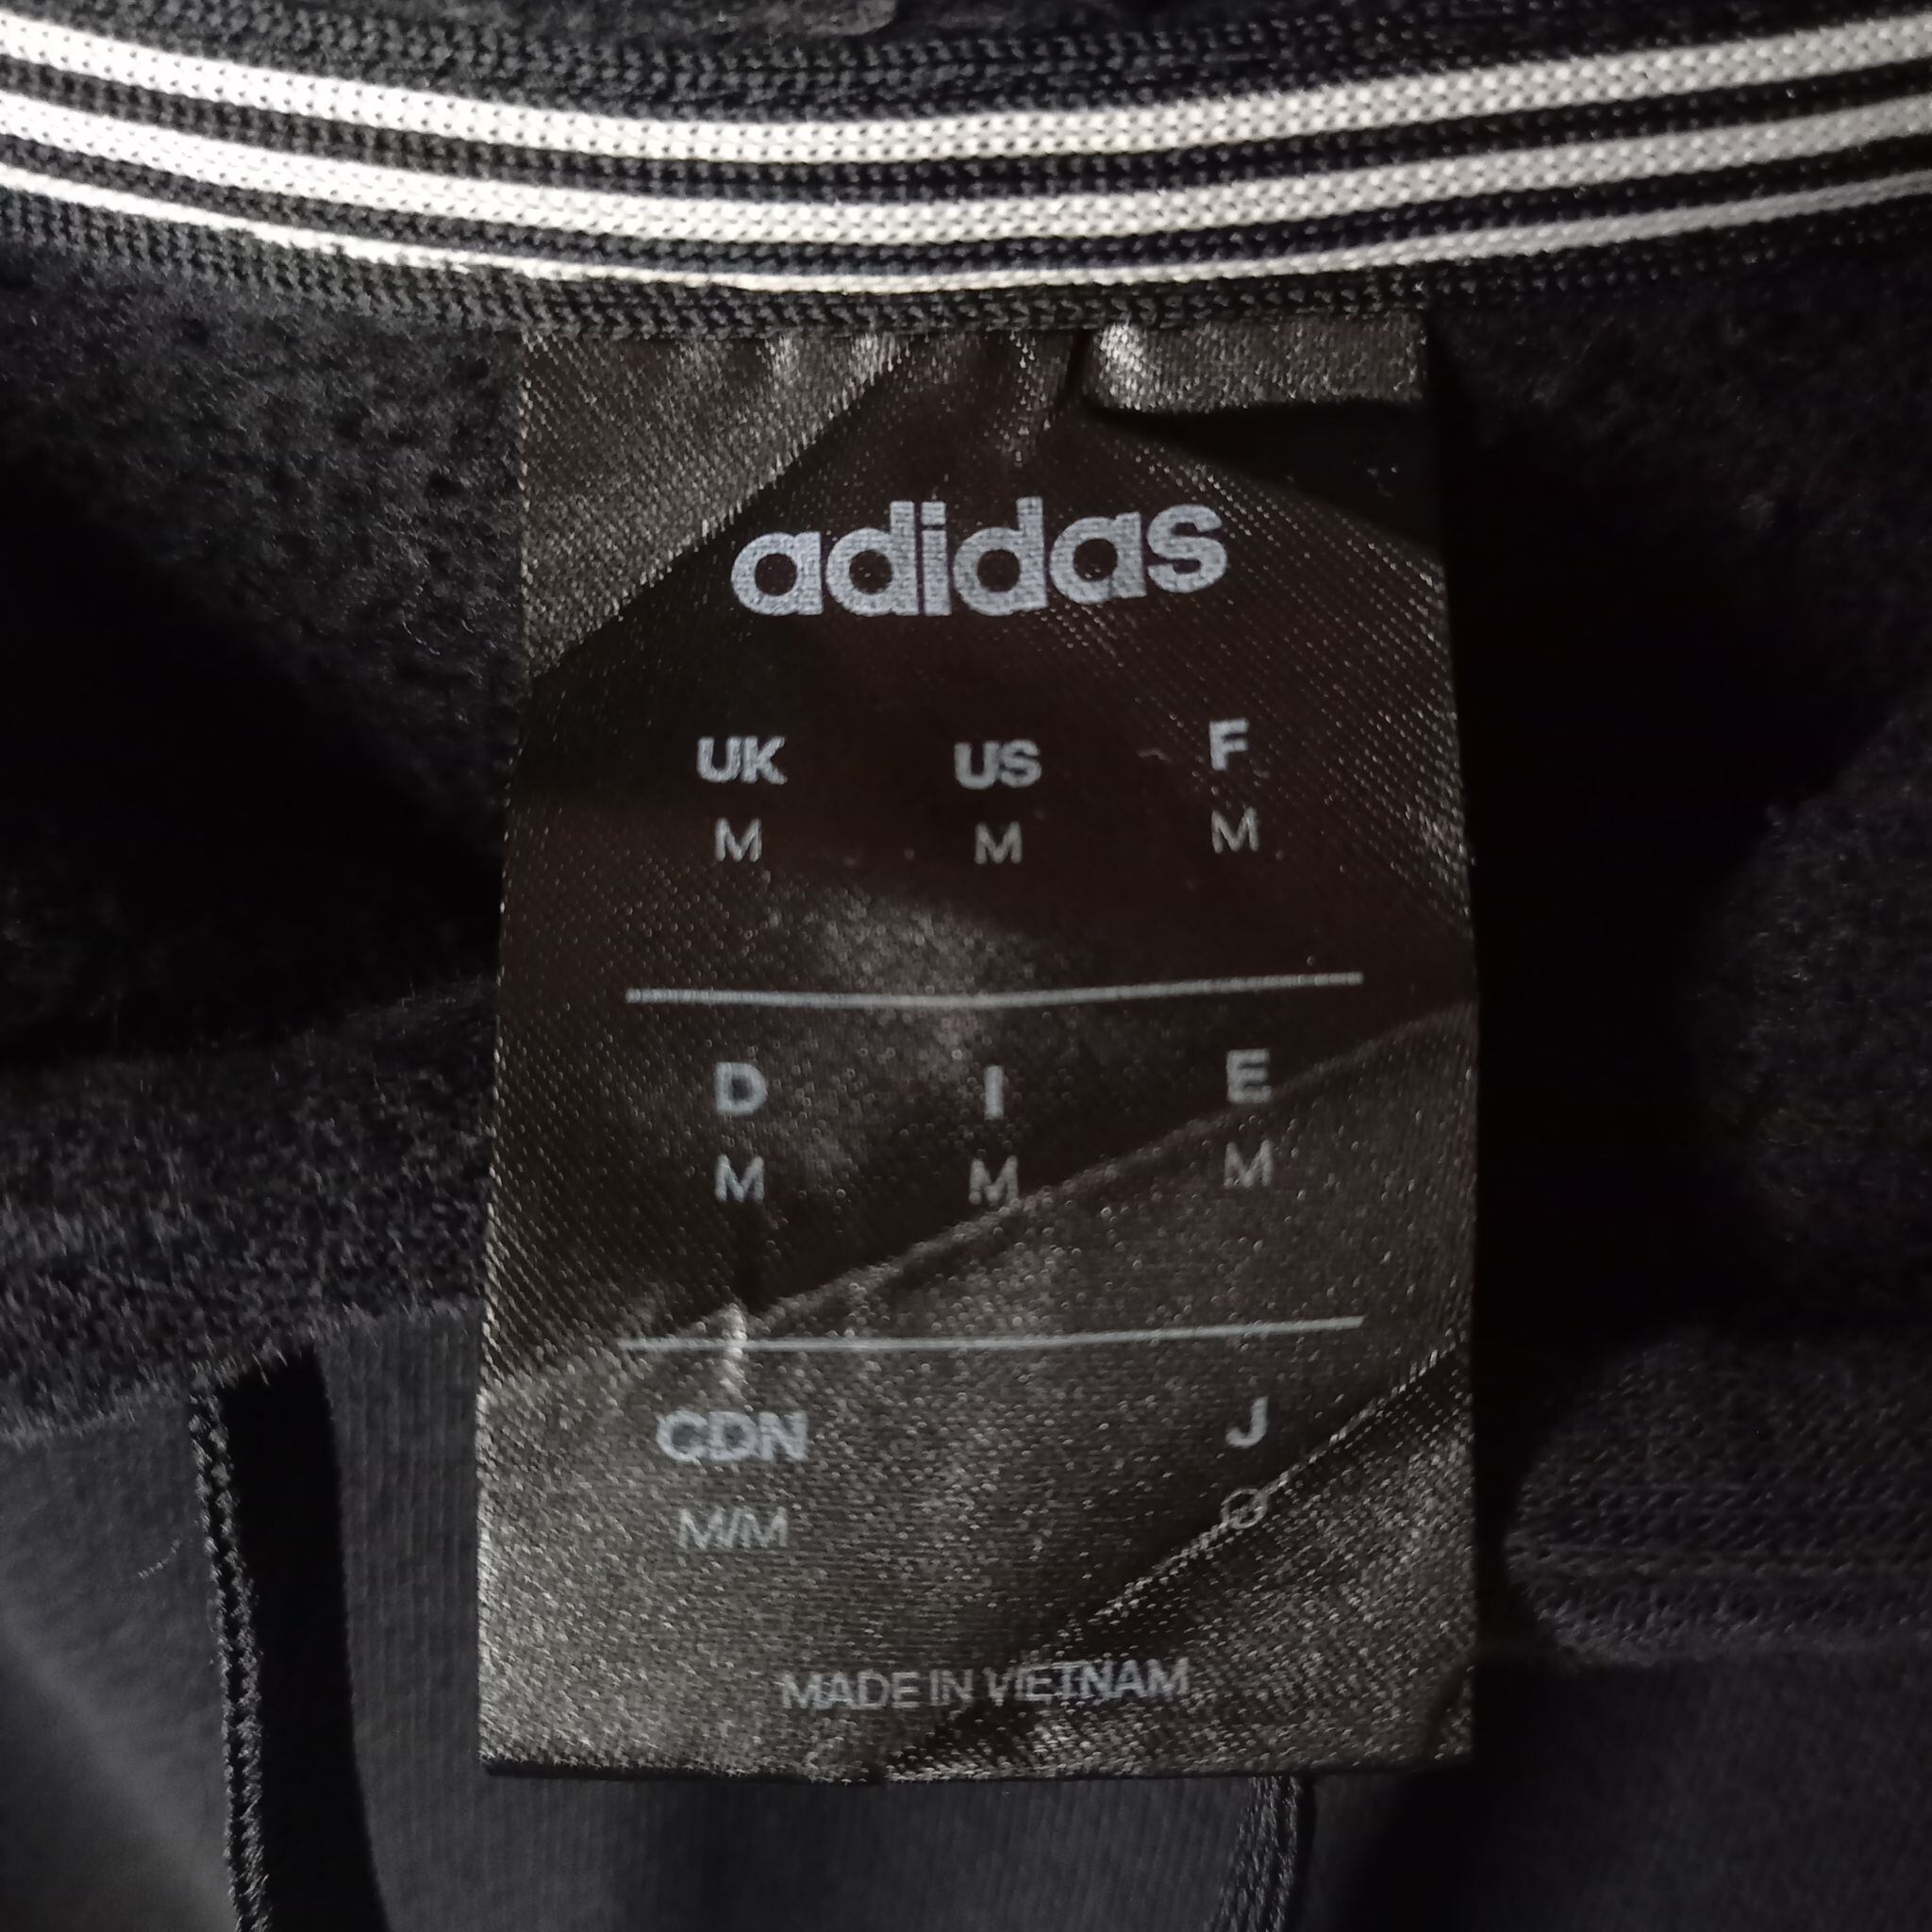 adidas
UK US F
M M M
D I E
M M M
CDN J
M/M O
MADE IN VIETNAM